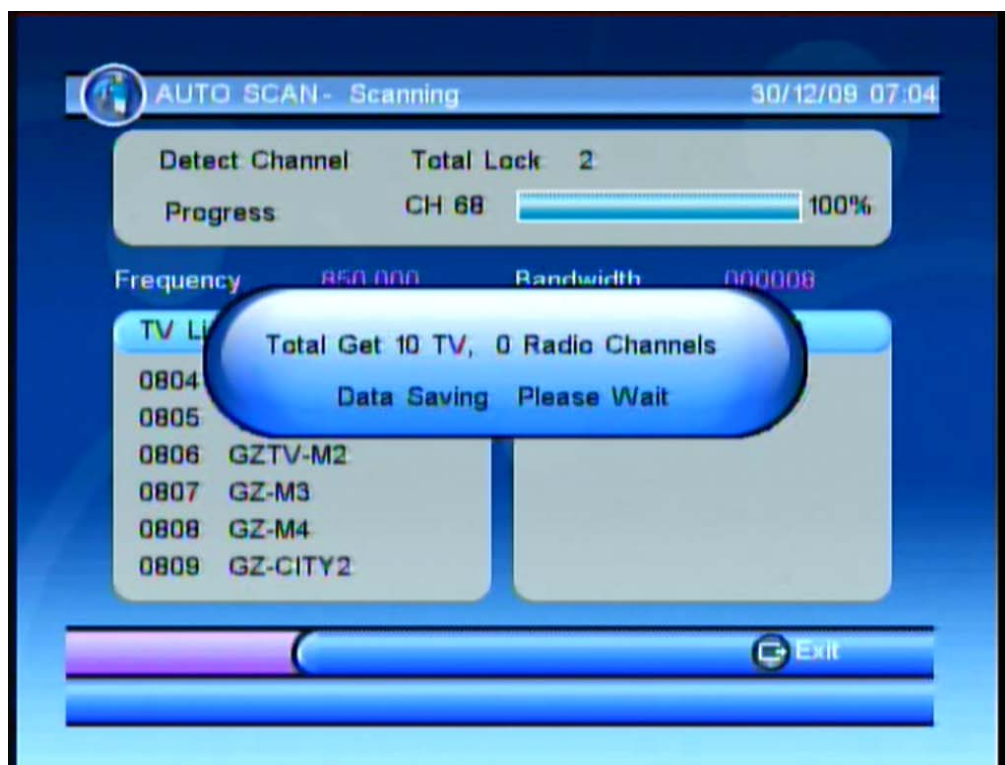 AUTO SCAN - Scanning 30/12/09 07:04
Detect Channel Total Lock 2
Progress CH 68 100%
Frequency 850.000 Bandwidth 000008
TV Li
Total Get 10 TV, 0 Radio Channels
Data Saving Please Wait
0804
0805
0806 GZTV-M2
0807 GZ-M3
0808 GZ-M4
0809 GZ-CITY2
Exit